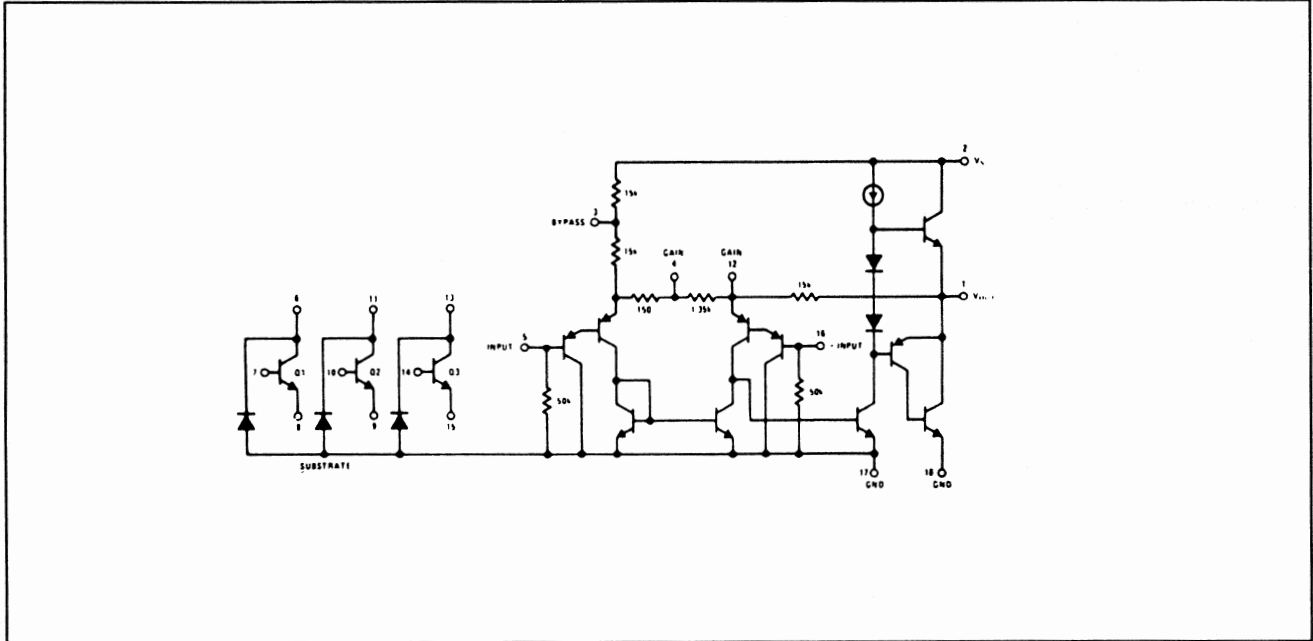 2
15k
3
BYPASS
15k
GAIN
4
GAIN
12
15k
1
150
1.35k
6
11
13
5
INPUT
16
- INPUT
7
Q1
10
Q2
14
Q3
50k
50k
8
9
15
SUBSTRATE
17
GND
18
GND